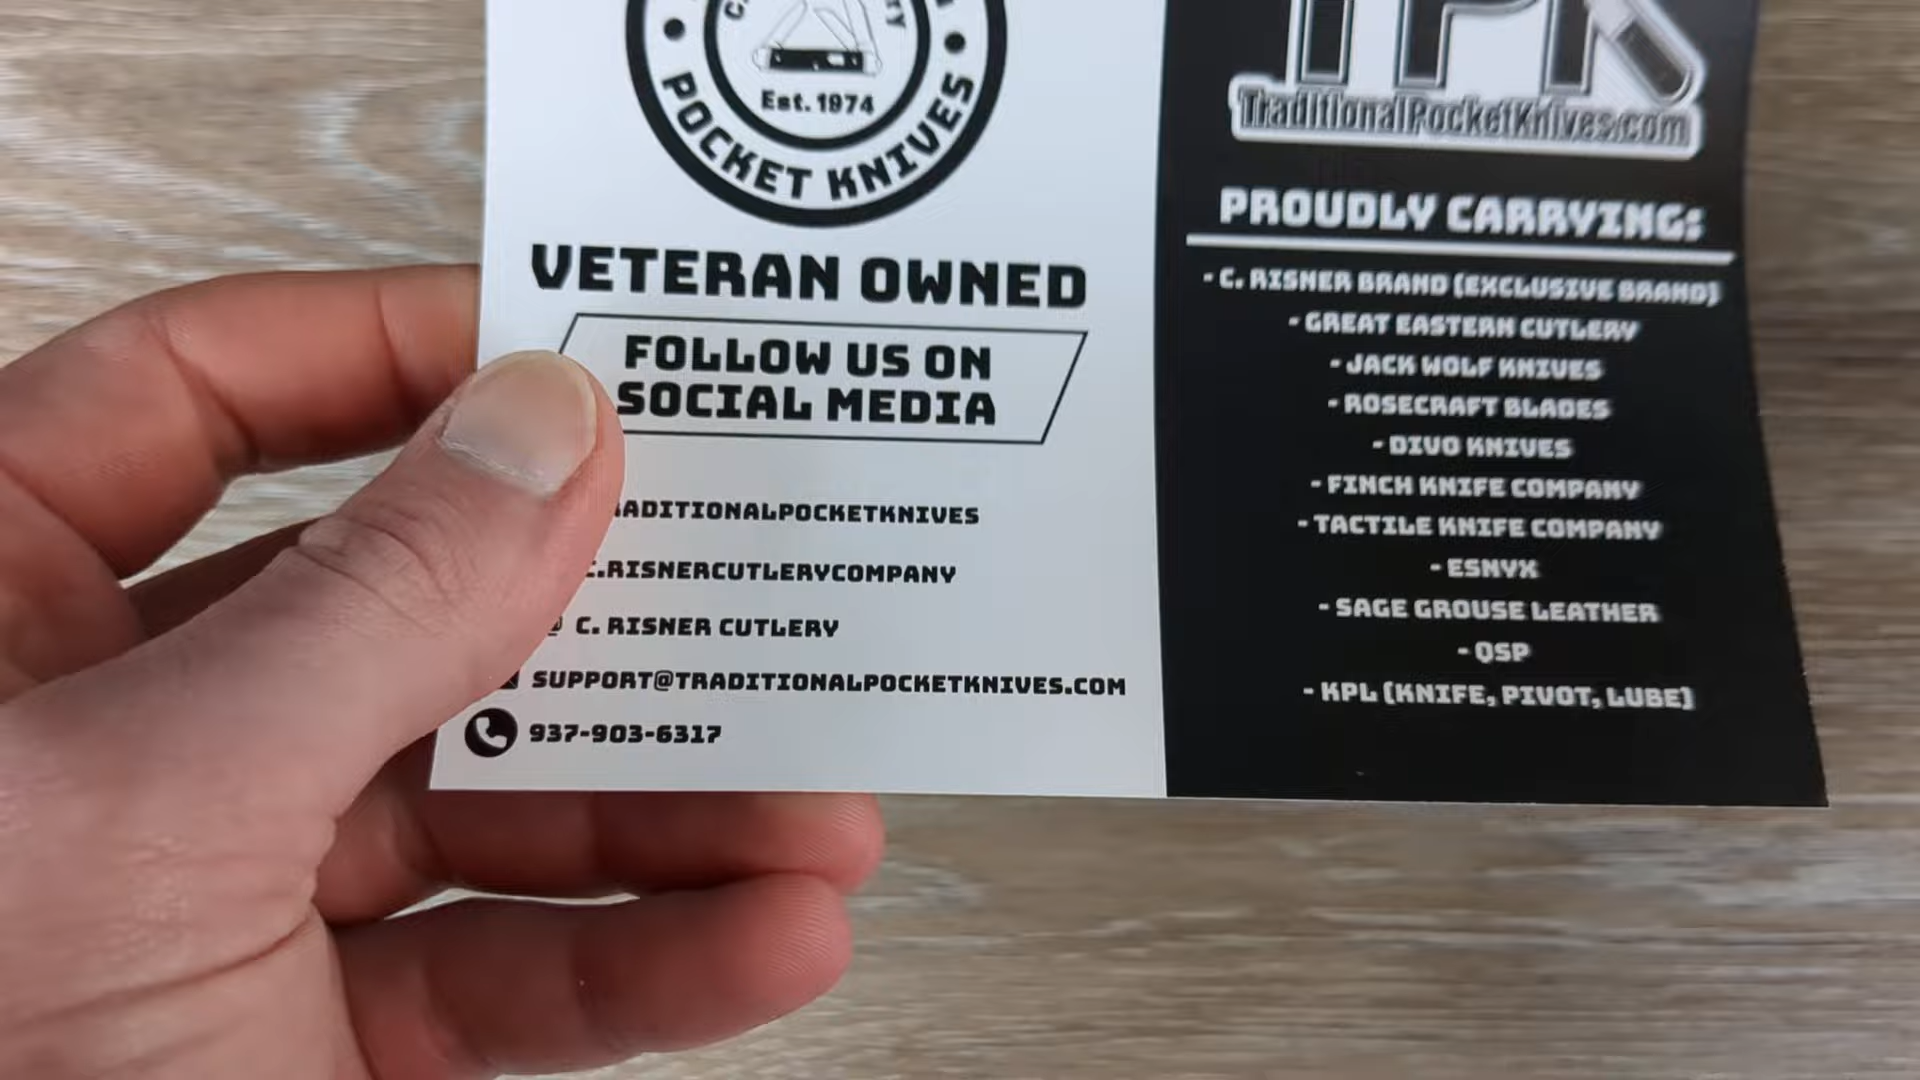 Est. 1974
POCKET KNIVES
VETERAN OWNED
FOLLOW US ON
SOCIAL MEDIA
RADITIONALPOCKETKNIVES
C.RISNERCUTLERYCOMPANY
@ C. RISNER CUTLERY
SUPPORT@TRADITIONALPOCKETKNIVES.COM
937-903-6317
TPK
TraditionalPocketKnives.com
PROUDLY CARRYING:
- C. RISNER BRAND (EXCLUSIVE BRAND)
- GREAT EASTERN CUTLERY
- JACK WOLF KNIVES
- ROSECRAFT BLADES
- DIVO KNIVES
- FINCH KNIFE COMPANY
- TACTILE KNIFE COMPANY
- ESNYX
- SAGE GROUSE LEATHER
- QSP
- KPL (KNIFE, PIVOT, LUBE)